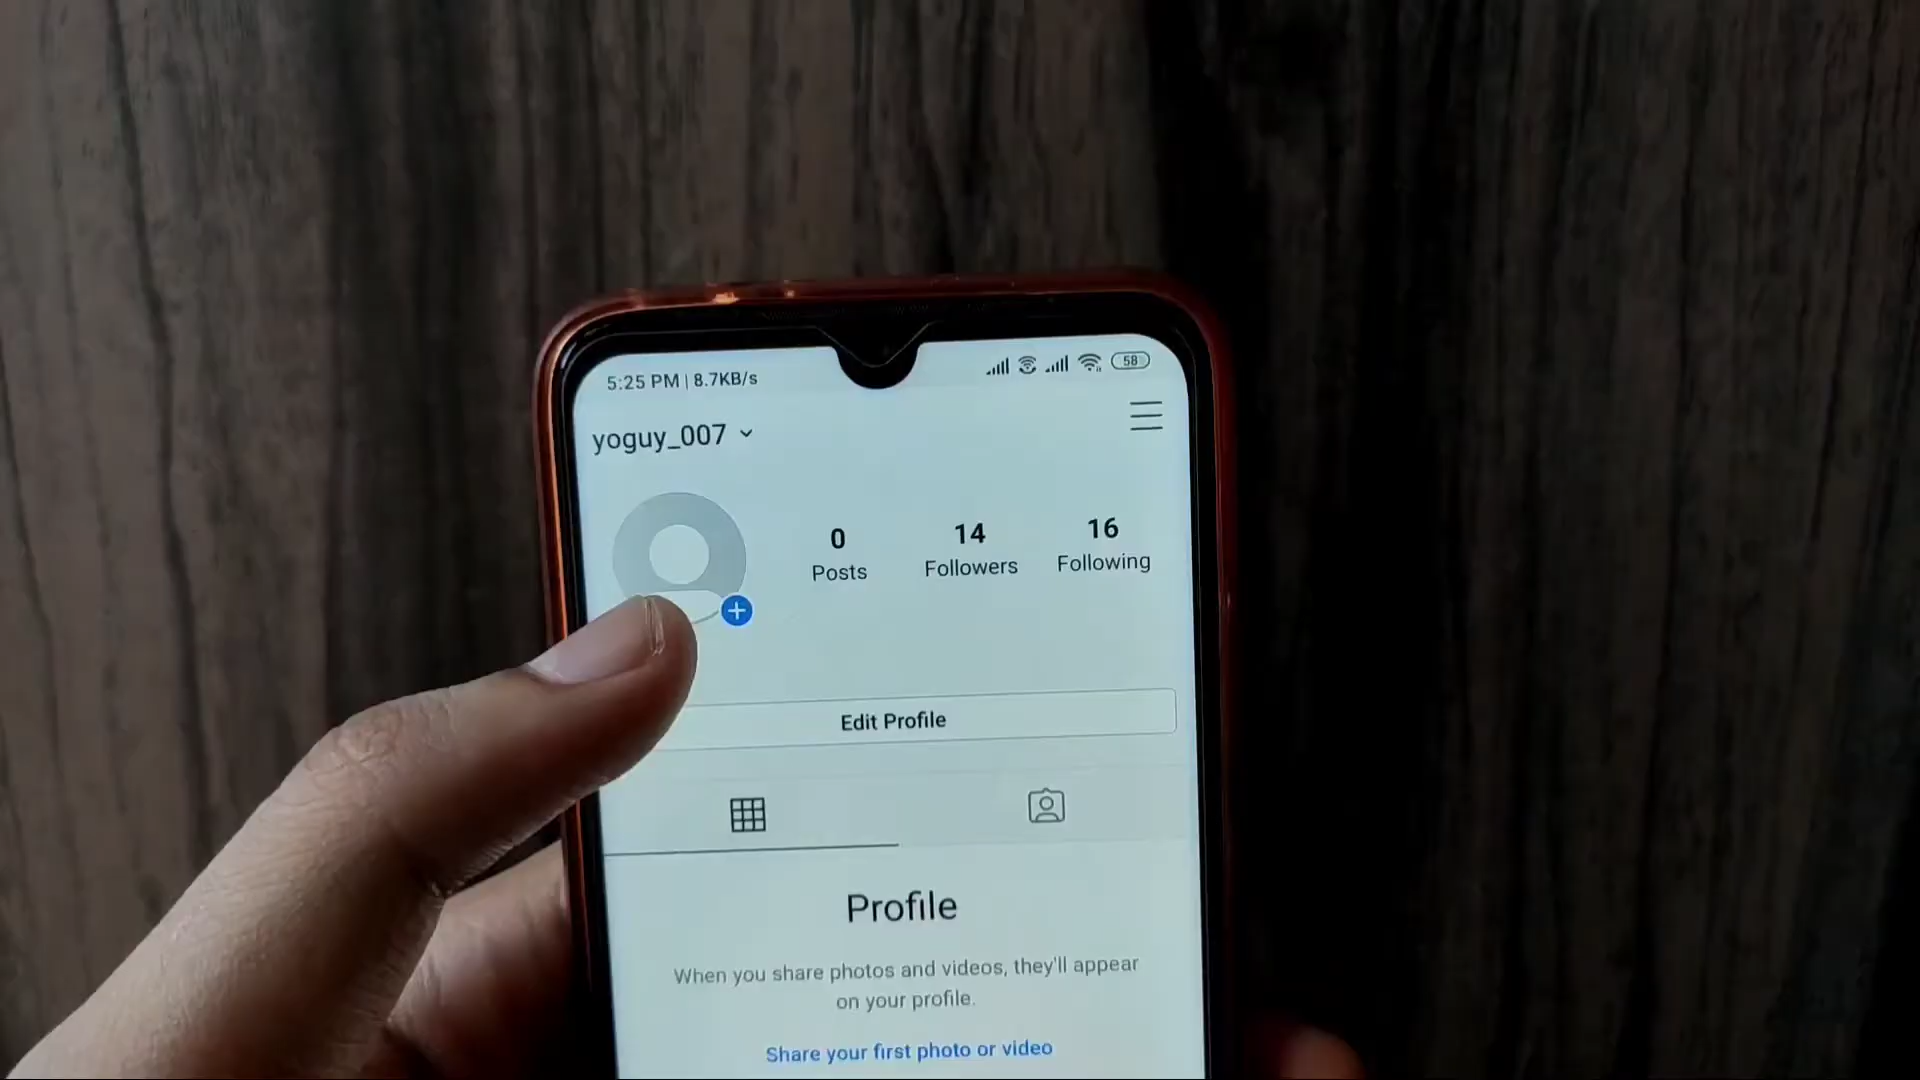 5:25 PM | 8.7KB/s 58
yoguy_007
0 14 16
Posts Followers Following
Edit Profile
Profile
When you share photos and videos, they'll appear
on your profile.
Share your first photo or video